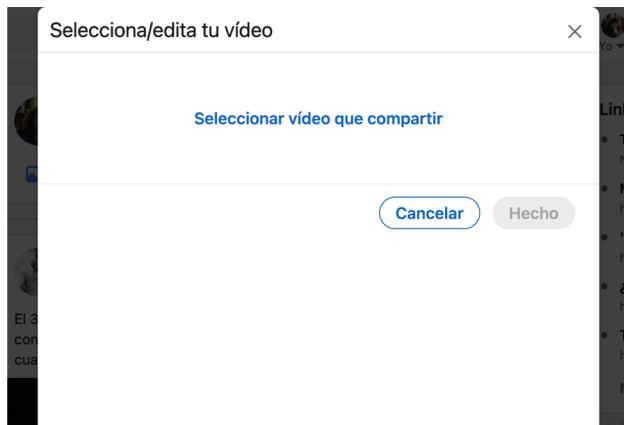 Selecciona/edita tu vídeo
Yo
Seleccionar vídeo que compartir
Cancelar
Hecho
El 3
con
cua